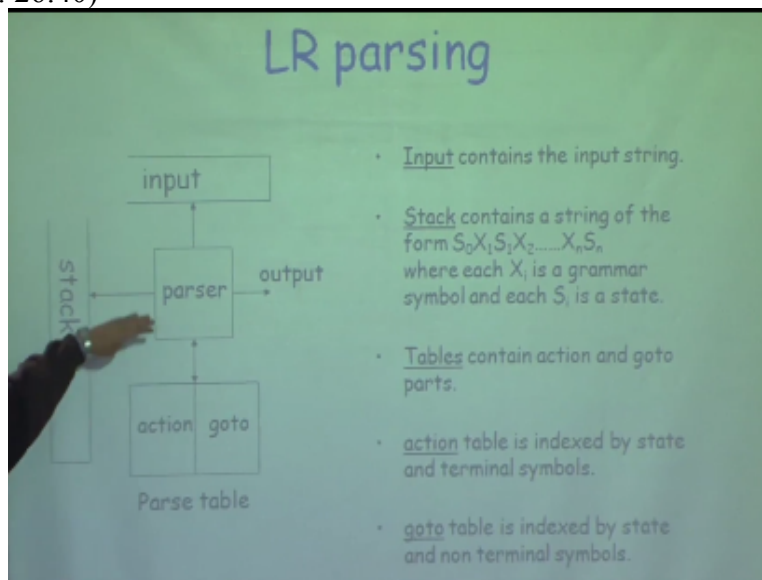 LR parsing
input
stack
parser
output
action
goto
Parse table
· Input contains the input string.
· Stack contains a string of the
form S₀X₁S₁X₂......XₙSₙ
where each Xᵢ is a grammar
symbol and each Sᵢ is a state.
· Tables contain action and goto
parts.
· action table is indexed by state
and terminal symbols.
· goto table is indexed by state
and non terminal symbols.